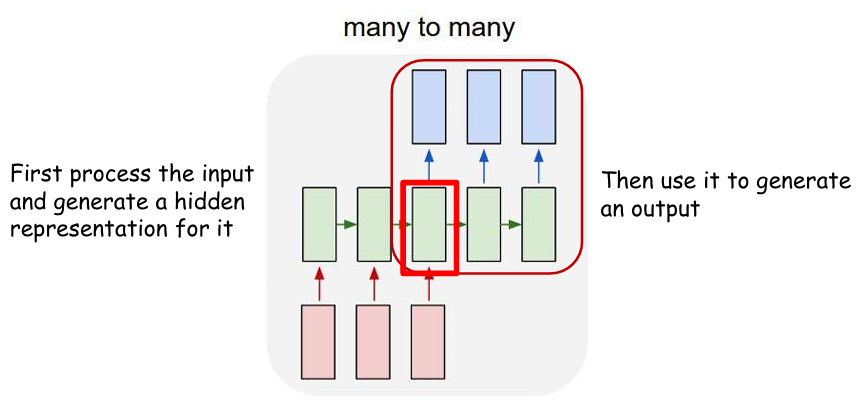 many to many
First process the input
and generate a hidden
representation for it
Then use it to generate
an output